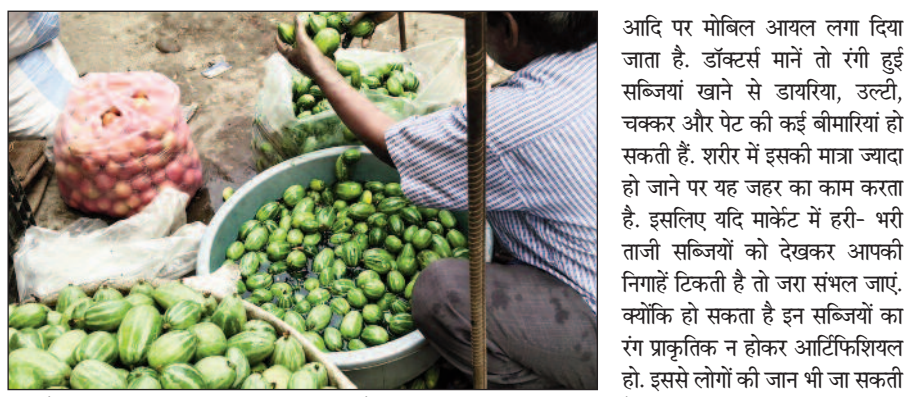 आदि पर मोबिल आयल लगा दिया
जाता है. डॉक्टर्स मानें तो रंगी हुई
सब्जियां खाने से डायरिया, उल्टी,
चक्कर और पेट की कई बीमारियां हो
सकती हैं. शरीर में इसकी मात्रा ज्यादा
हो जाने पर यह जहर का काम करता
है. इसलिए यदि मार्केट में हरी- भरी
ताजी सब्जियों को देखकर आपकी
निगाहें टिकती है तो जरा संभल जाएं.
क्योंकि हो सकता है इन सब्जियों का
रंग प्राकृतिक न होकर आर्टिफिशियल
हो. इससे लोगों की जान भी जा सकती